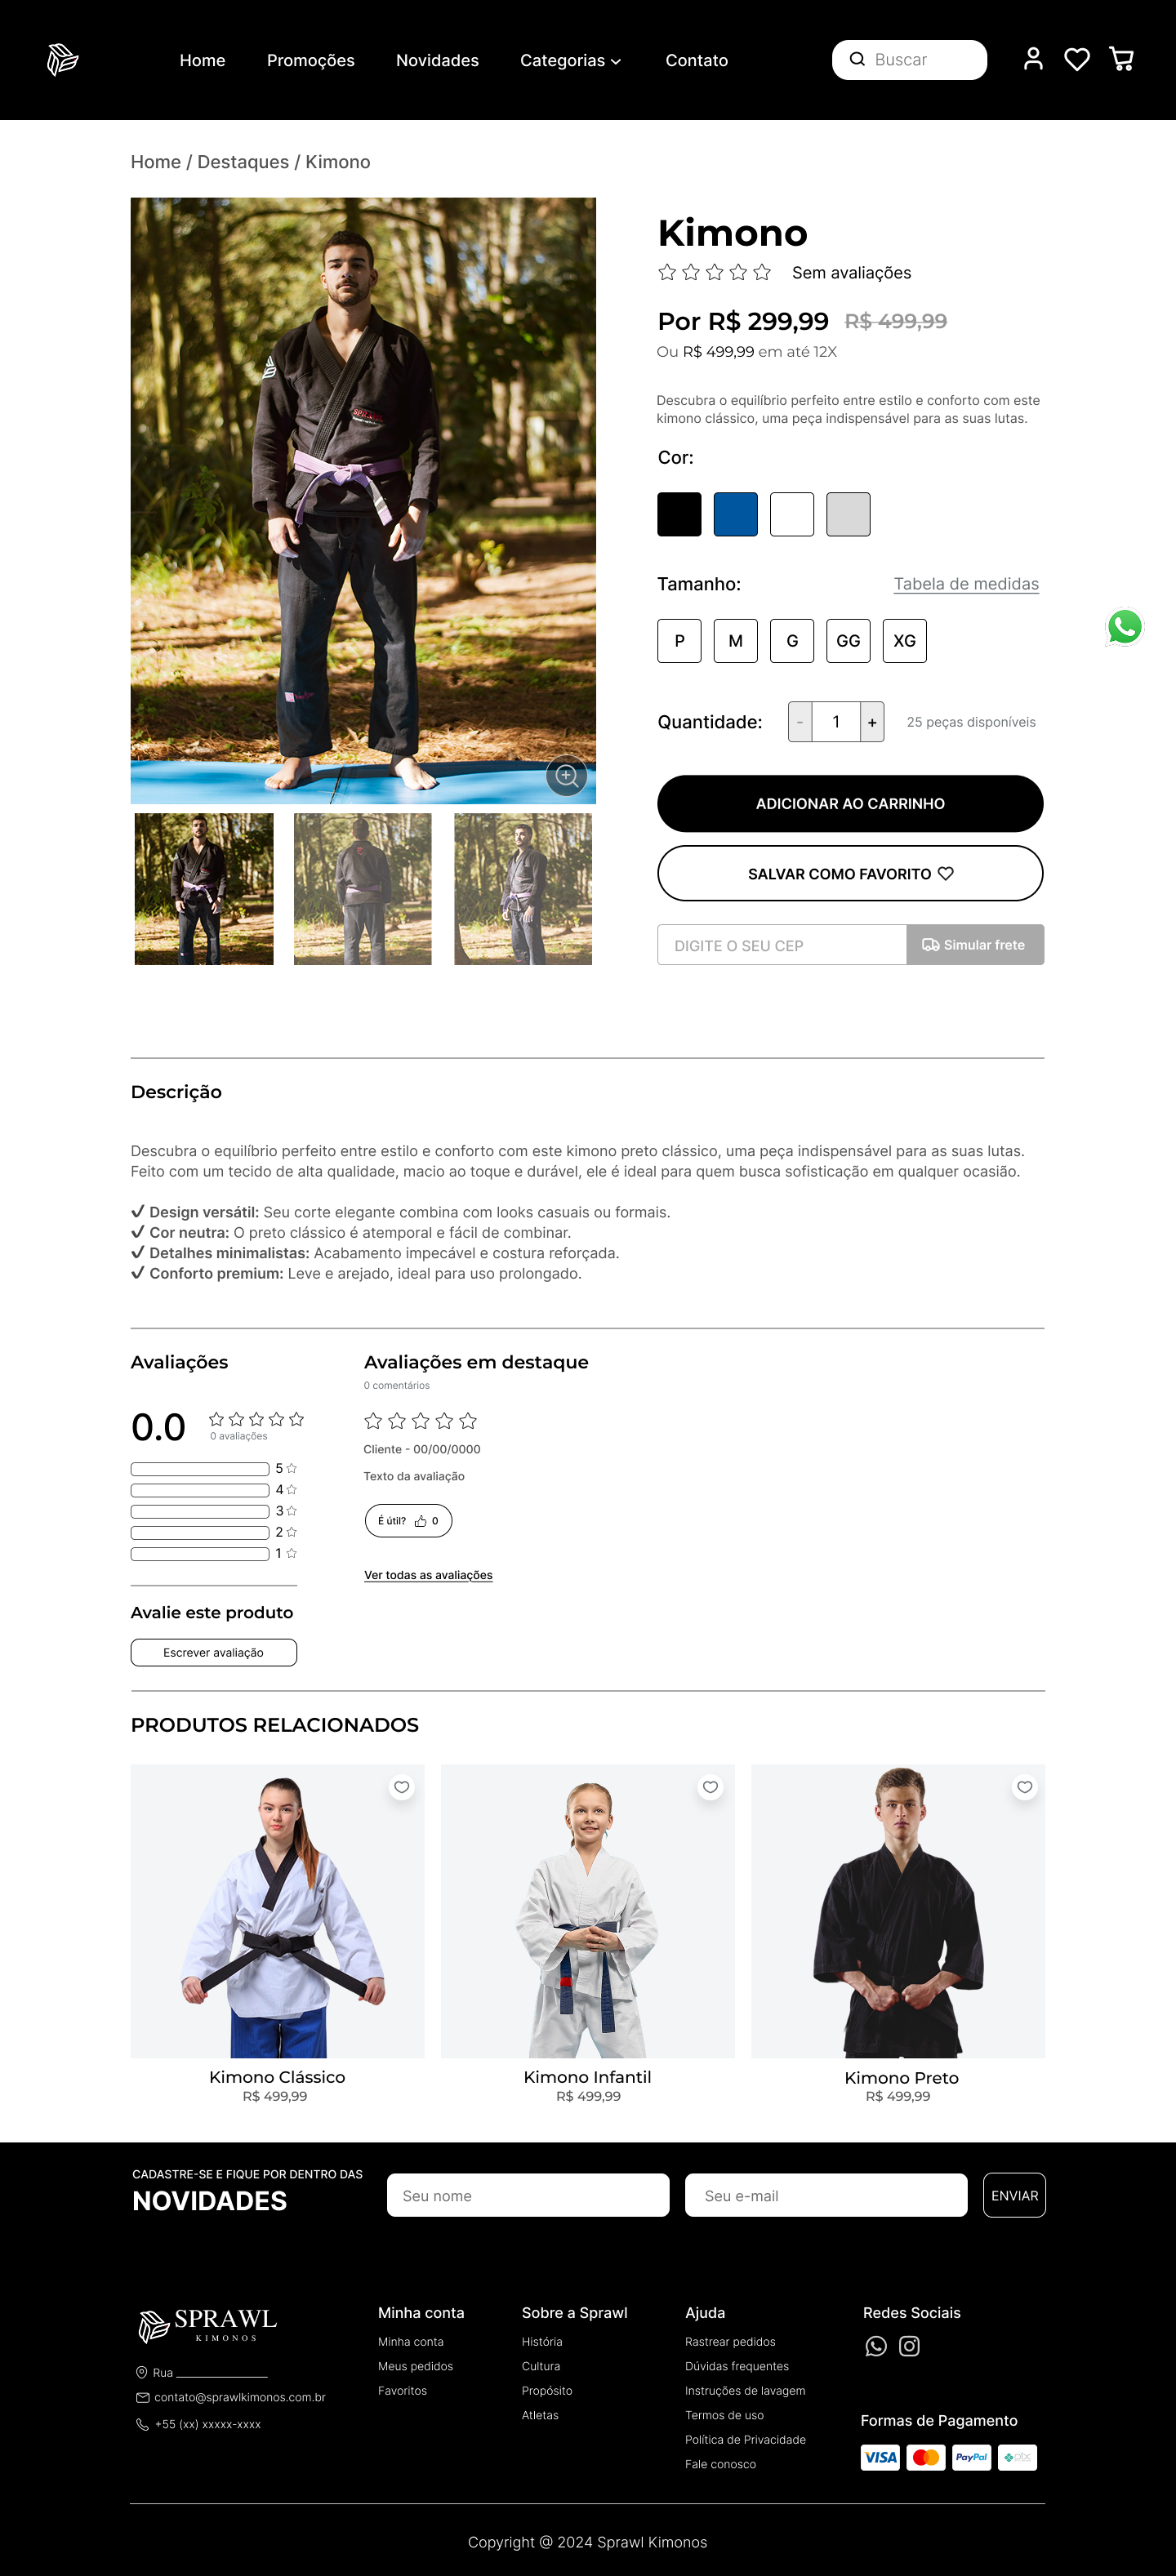 Home
Promoções
Novidades
Categorias
Contato
Buscar
Home / Destaques / Kimono
Kimono
Sem avaliações
Por R$ 299,99 R$ 499,99
Ou R$ 499,99 em até 12X
Descubra o equilíbrio perfeito entre estilo e conforto com este
kimono clássico, uma peça indispensável para as suas lutas.
Cor:
Tamanho:
Tabela de medidas
P
M
G
GG
XG
Quantidade:
-
1
+
25 peças disponíveis
ADICIONAR AO CARRINHO
SALVAR COMO FAVORITO
DIGITE O SEU CEP
Simular frete
Descrição
Descubra o equilíbrio perfeito entre estilo e conforto com este kimono preto clássico, uma peça indispensável para as suas lutas.
Feito com um tecido de alta qualidade, macio ao toque e durável, ele é ideal para quem busca sofisticação em qualquer ocasião.
✔ Design versátil: Seu corte elegante combina com looks casuais ou formais.
✔ Cor neutra: O preto clássico é atemporal e fácil de combinar.
✔ Detalhes minimalistas: Acabamento impecável e costura reforçada.
✔ Conforto premium: Leve e arejado, ideal para uso prolongado.
Avaliações
0.0
0 avaliações
5
4
3
2
1
Avalie este produto
Escrever avaliação
Avaliações em destaque
0 comentários
Cliente - 00/00/0000
Texto da avaliação
É útil? 0
Ver todas as avaliações
PRODUTOS RELACIONADOS
Kimono Clássico
R$ 499,99
Kimono Infantil
R$ 499,99
Kimono Preto
R$ 499,99
CADASTRE-SE E FIQUE POR DENTRO DAS
NOVIDADES
Seu nome
Seu e-mail
ENVIAR
SPRAWL
KIMONOS
Rua _______________
contato@sprawlkimonos.com.br
+55 (xx) xxxxx-xxxx
Minha conta
Minha conta
Meus pedidos
Favoritos
Sobre a Sprawl
História
Cultura
Propósito
Atletas
Ajuda
Rastrear pedidos
Dúvidas frequentes
Instruções de lavagem
Termos de uso
Política de Privacidade
Fale conosco
Redes Sociais
Formas de Pagamento
VISA
PayPal
pix
Copyright @ 2024 Sprawl Kimonos